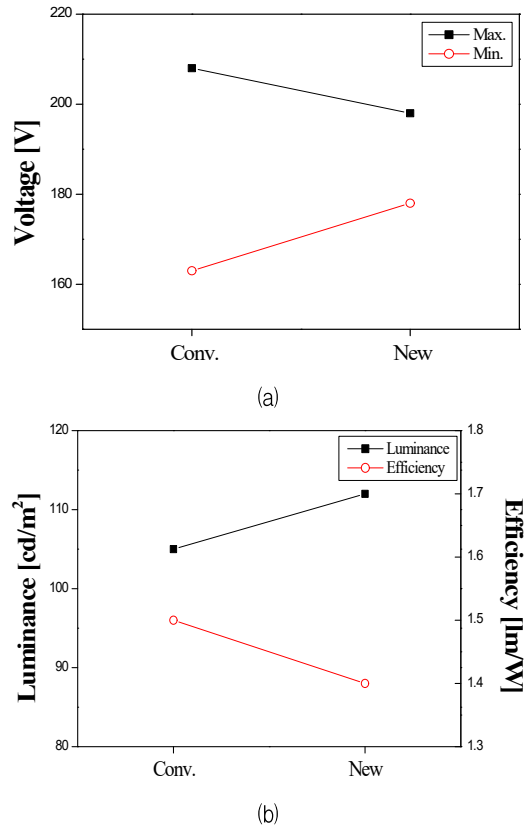 220
200
180
160
Voltage [V]
Max.
Min.
Conv.
New
(a)
120
110
100
90
80
Luminance [cd/m²]
Luminance
Efficiency
1.8
1.7
1.6
1.5
1.4
1.3
Efficiency [lm/W]
Conv.
New
(b)